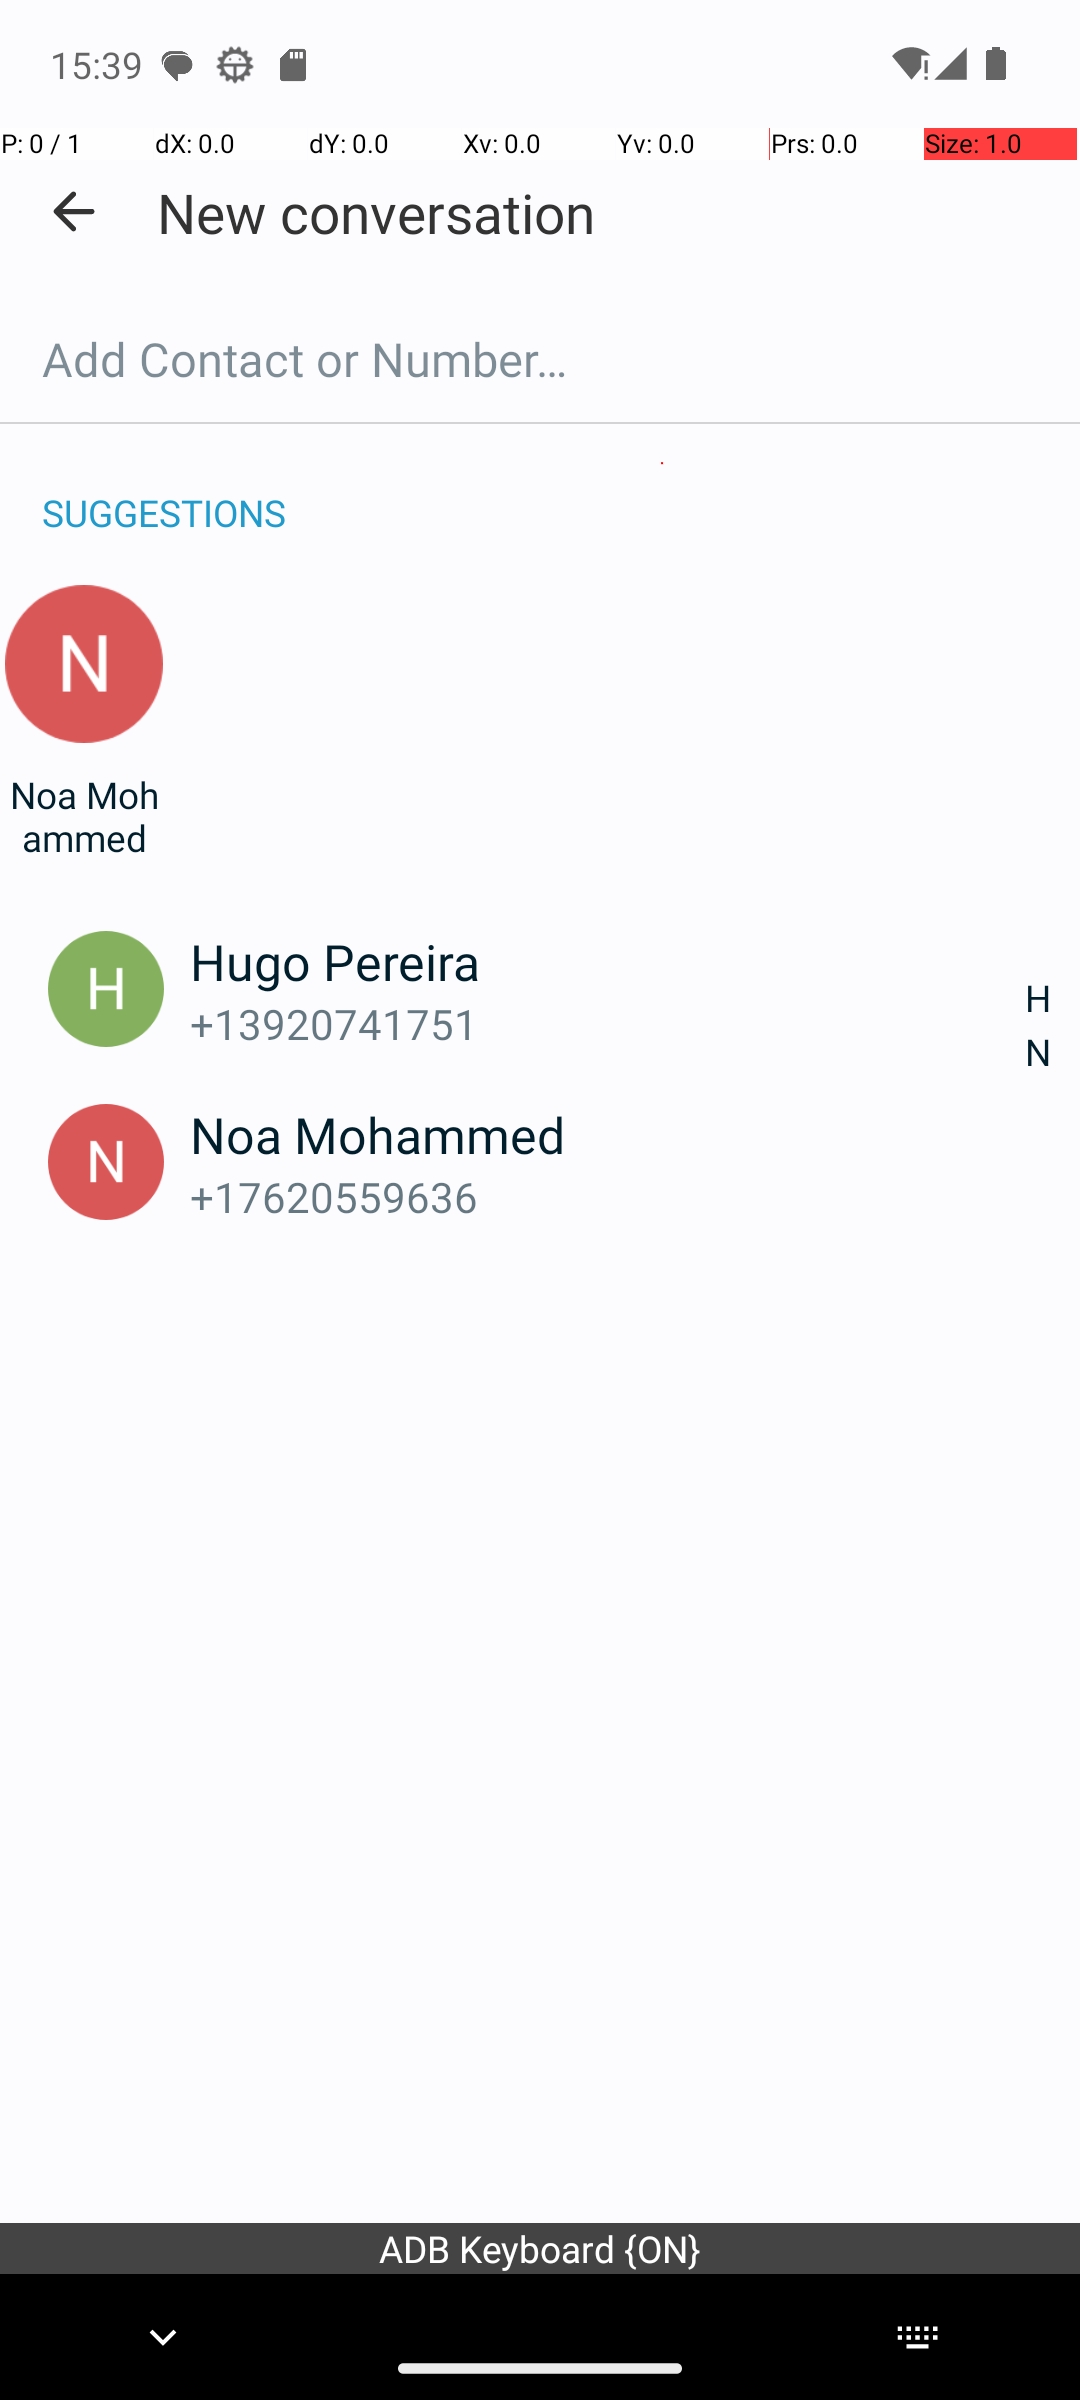 15:39
P: 0 / 1 dX: 0.0 dY: 0.0 Xv: 0.0 Yv: 0.0 Prs: 0.0 Size: 1.0
New conversation
Add Contact or Number…
SUGGESTIONS
N
Noa Moh
ammed
H
Hugo Pereira
+13920741751
H
N
N
Noa Mohammed
+17620559636
ADB Keyboard {ON}